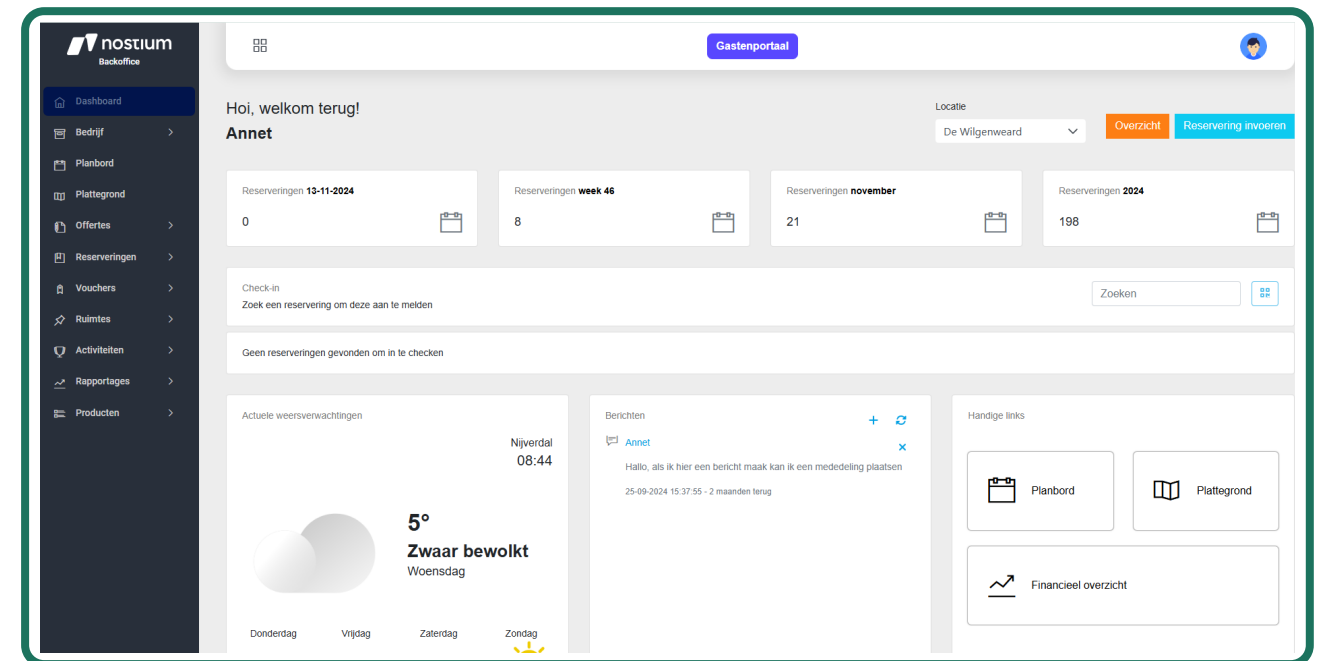 nostium
Backoffice
Gastenportaal
Dashboard
Bedrijf
Planbord
Plattegrond
Offertes
Reserveringen
Vouchers
Ruimtes
Activiteiten
Rapportages
Producten
Hoi, welkom terug!
Annet
Locatie
De Wilgenweard
Overzicht
Reservering invoeren
Reserveringen 13-11-2024
0
Reserveringen week 46
8
Reserveringen november
21
Reserveringen 2024
198
Check-in
Zoek een reservering om deze aan te melden
Zoeken
Geen reserveringen gevonden om in te checken
Actuele weersverwachtingen
Nijverdal
08:44
5°
Zwaar bewolkt
Woensdag
Donderdag Vrijdag Zaterdag Zondag
Berichten
Annet
Hallo, als ik hier een bericht maak kan ik een mededeling plaatsen
25-09-2024 15:37:55 - 2 maanden terug
Handige links
Planbord
Plattegrond
Financieel overzicht